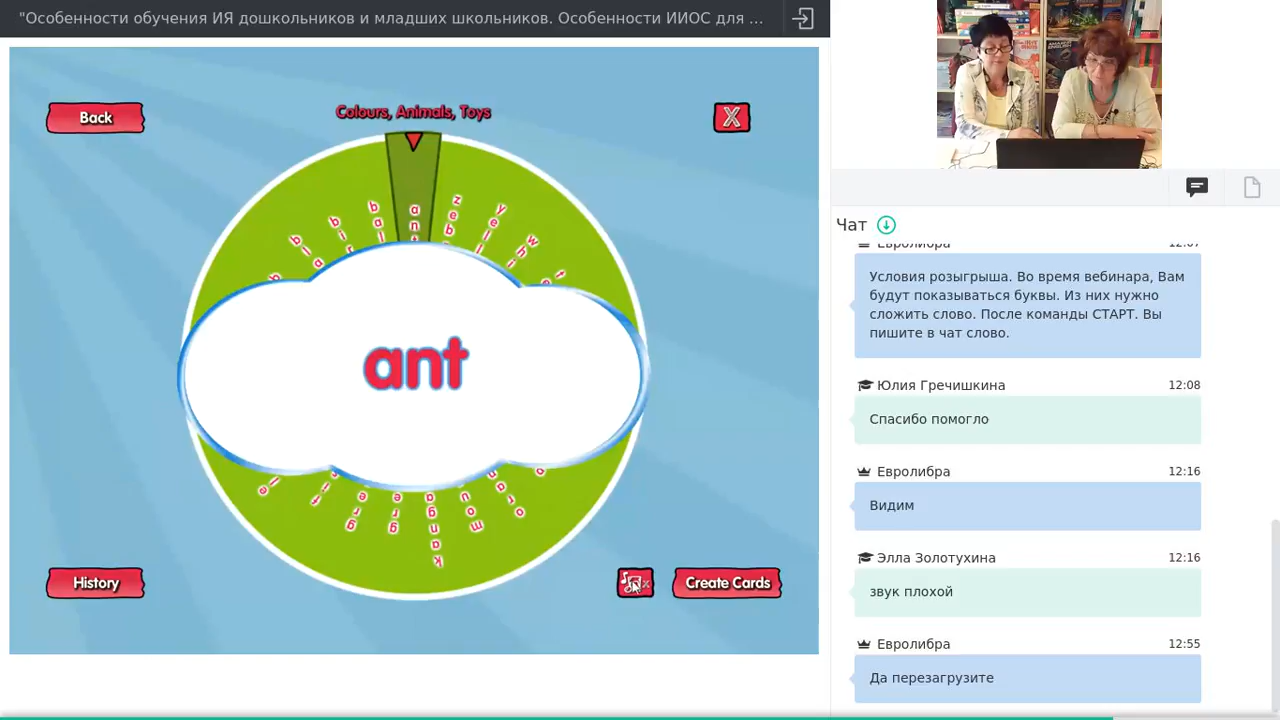 "Особенности обучения ИЯ дошкольников и младших школьников. Особенности ИИОС для ...
Back
Colours, Animals, Toys
X
ant
ant
History
Create Cards
Чат
Евролибра 12:07
Условия розыгрыша. Во время вебинара, Вам
будут показываться буквы. Из них нужно
сложить слово. После команды СТАРТ. Вы
пишите в чат слово.
Юлия Гречишкина 12:08
Спасибо помогло
Евролибра 12:16
Видим
Элла Золотухина 12:16
звук плохой
Евролибра 12:55
Да перезагрузите